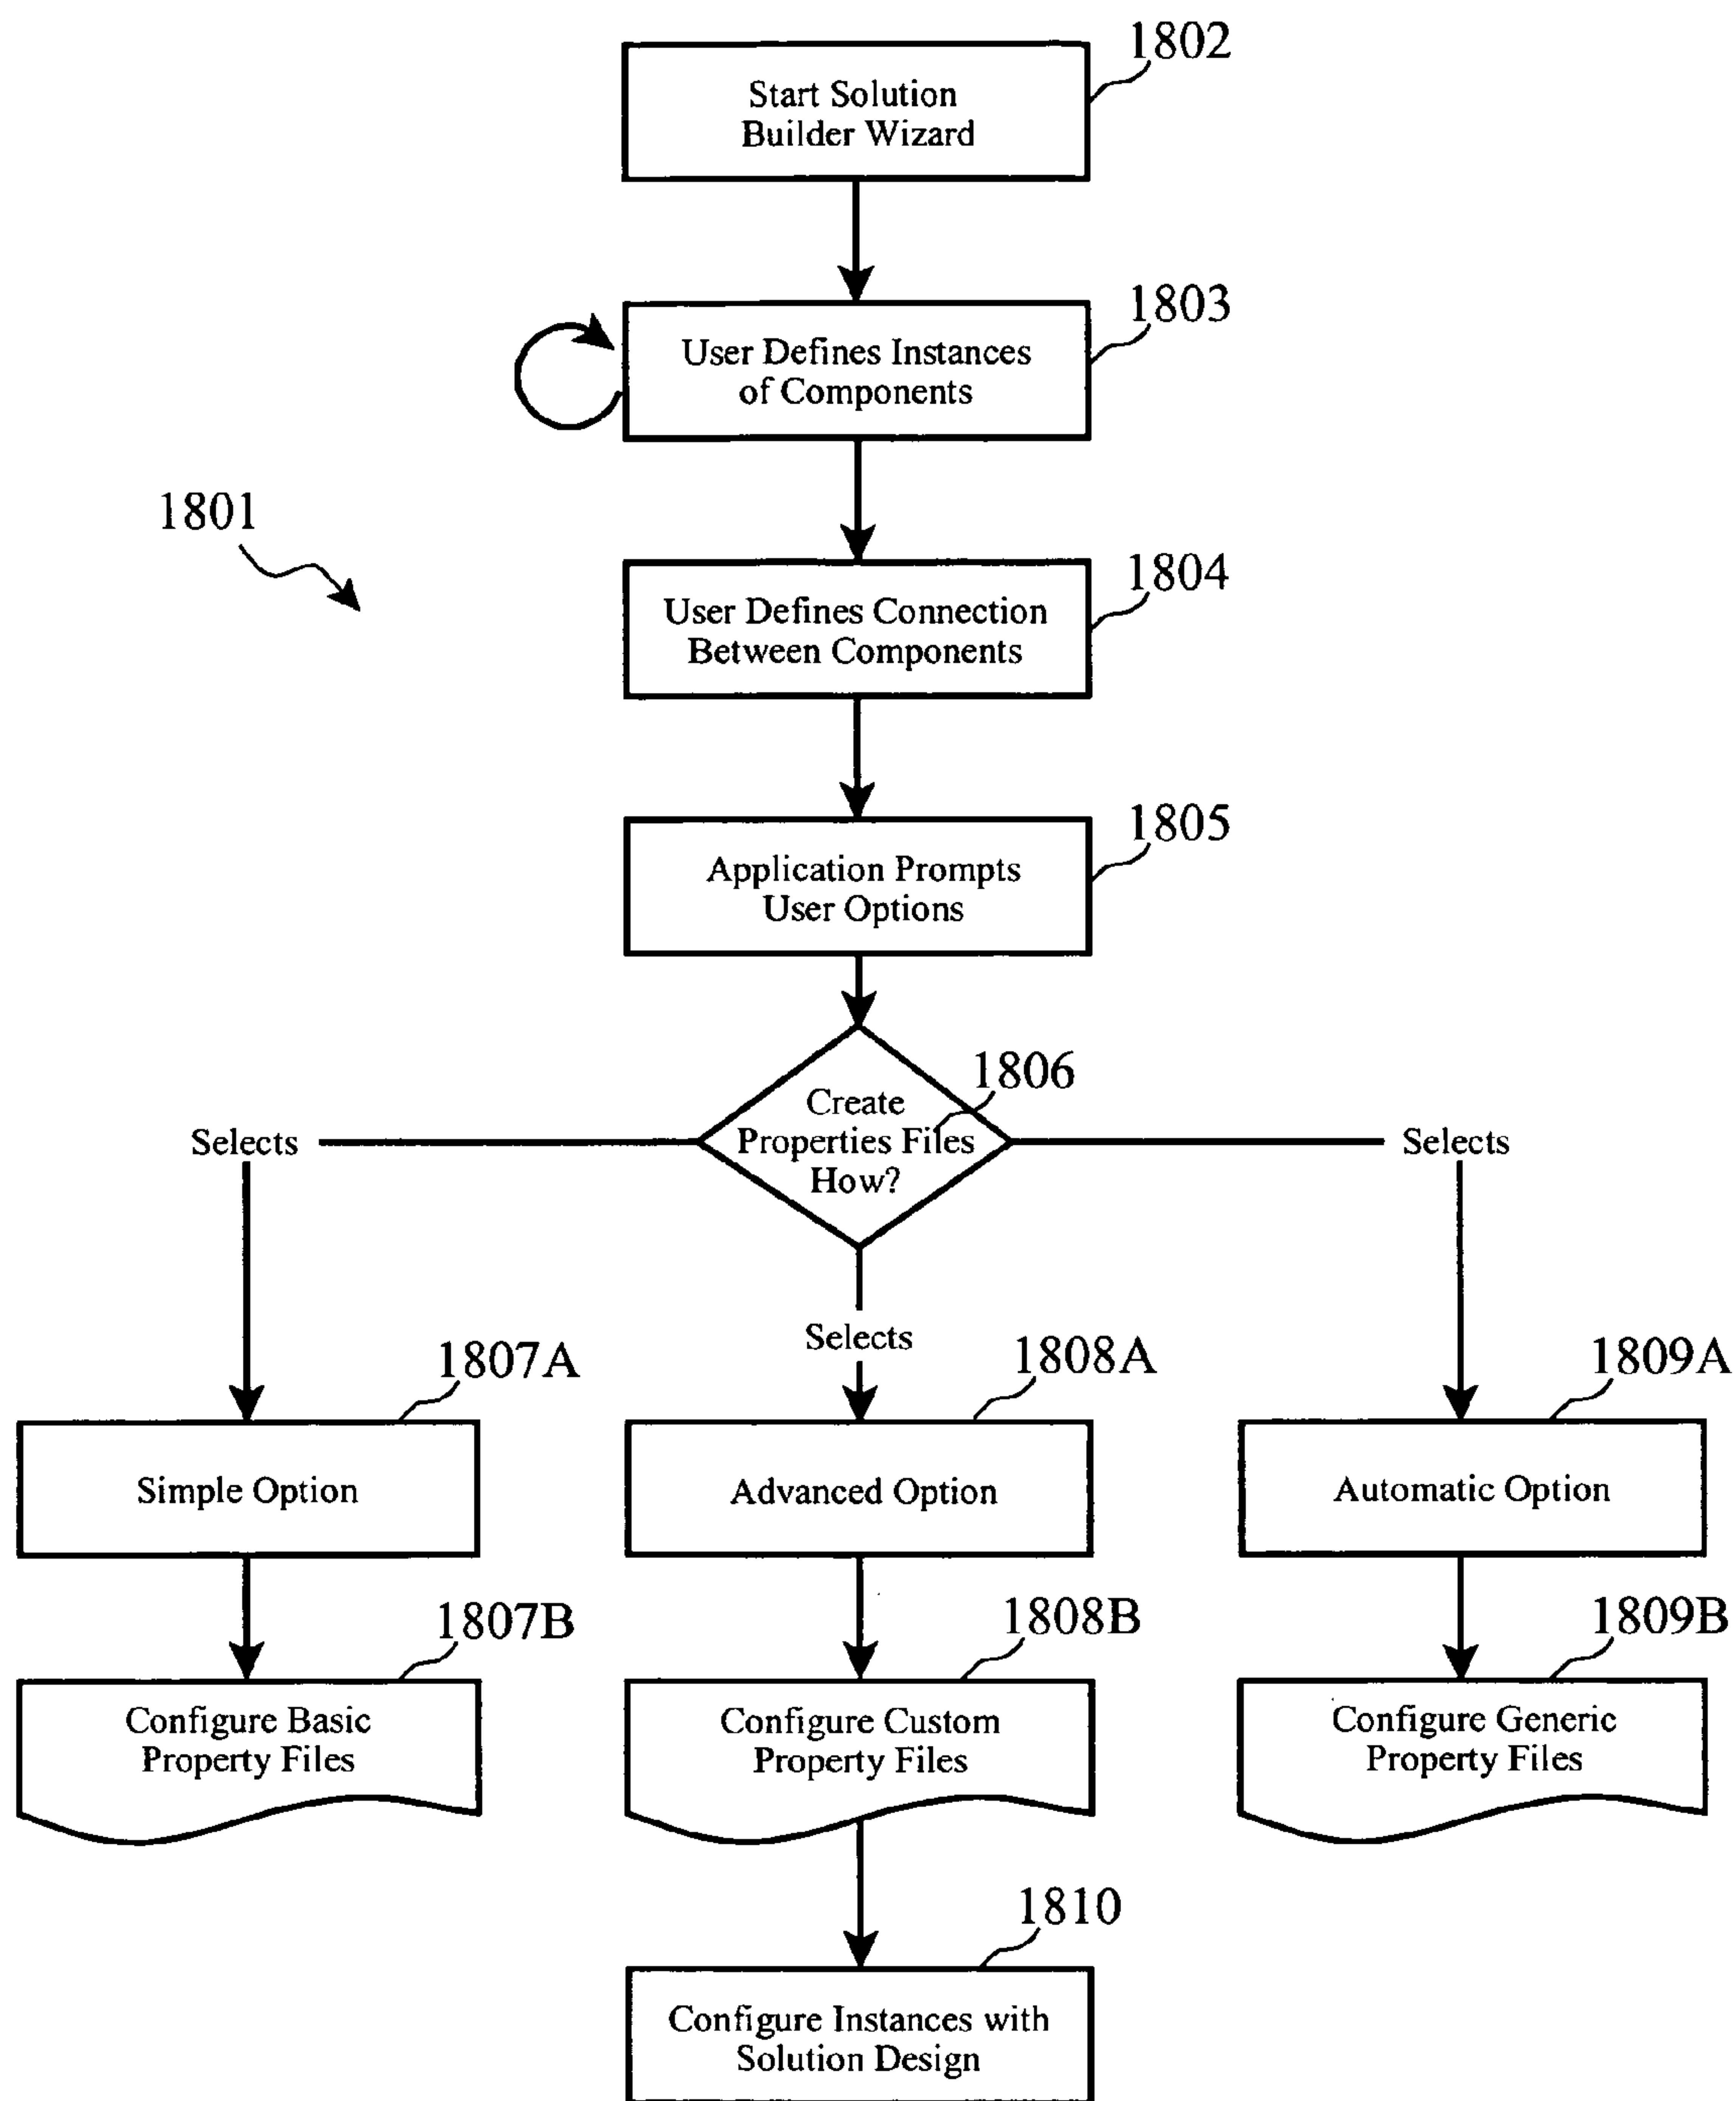 1802
Start Solution
Builder Wizard
1803
User Defines Instances
of Components
1801
1804
User Defines Connection
Between Components
1805
Application Prompts
User Options
1806
Create
Properties Files
How?
Selects
Selects
Selects
1807A
1808A
1809A
Simple Option
Advanced Option
Automatic Option
1807B
1808B
1809B
Configure Basic
Property Files
Configure Custom
Property Files
Configure Generic
Property Files
1810
Configure Instances with
Solution Design